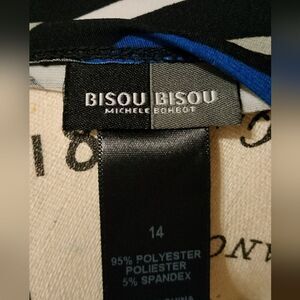 BISOU BISOU
MICHELE BOHBOT
14
95% POLYESTER
POLIESTER
5% SPANDEX